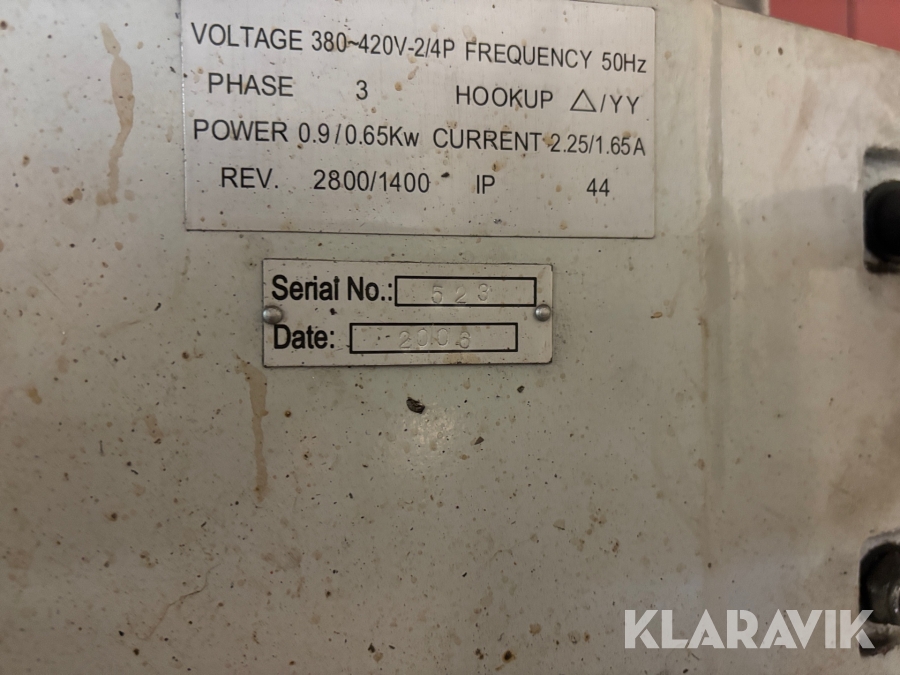 VOLTAGE 380~420V-2/4P FREQUENCY 50Hz
PHASE 3 HOOKUP △/YY
POWER 0.9/0.65Kw CURRENT 2.25/1.65A
REV. 2800/1400 IP 44
Serial No.: 523
Date: 2006
KLARAVIK